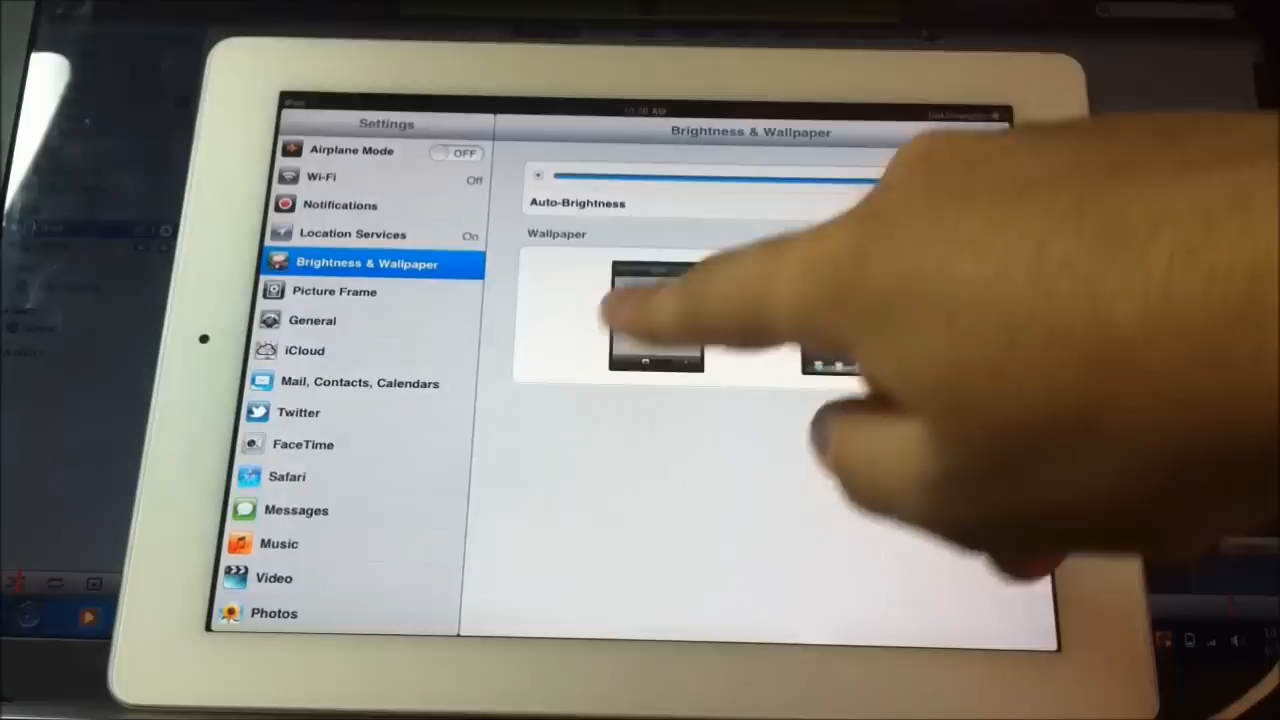 Settings
Brightness & Wallpaper
Airplane Mode
OFF
Wi-Fi
Off
Notifications
Location Services
On
Brightness & Wallpaper
Picture Frame
General
iCloud
Mail, Contacts, Calendars
Twitter
FaceTime
Safari
Messages
Music
Video
Photos
Auto-Brightness
Wallpaper